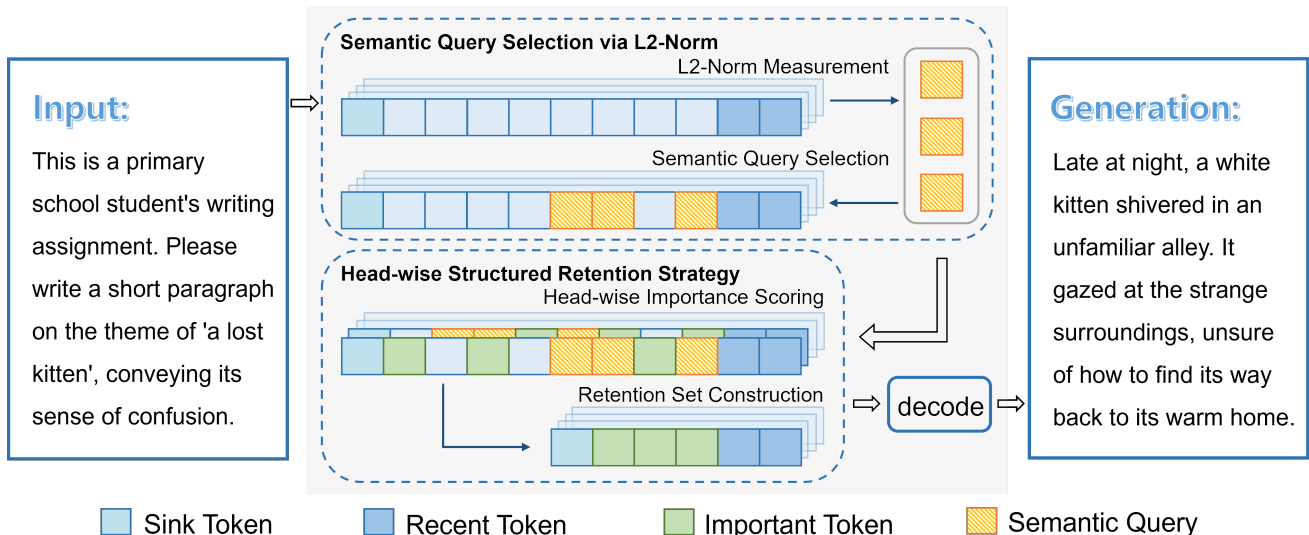 Input:
This is a primary
school student's writing
assignment. Please
write a short paragraph
on the theme of 'a lost
kitten', conveying its
sense of confusion.
Semantic Query Selection via L2-Norm
L2-Norm Measurement
Semantic Query Selection
Head-wise Structured Retention Strategy
Head-wise Importance Scoring
Retention Set Construction
decode
Generation:
Late at night, a white
kitten shivered in an
unfamiliar alley. It
gazed at the strange
surroundings, unsure
of how to find its way
back to its warm home.
Sink Token
Recent Token
Important Token
Semantic Query